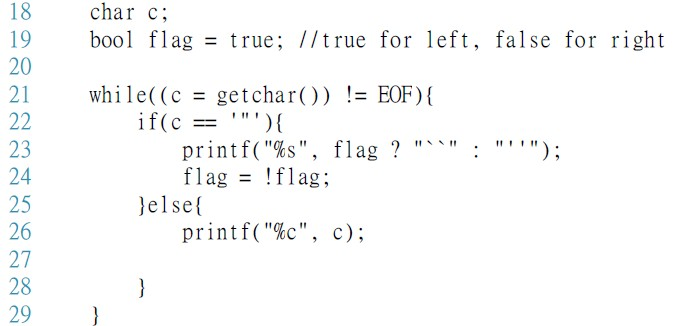 18 char c;
19 bool flag = true; //true for left, false for right
20
21 while((c = getchar()) != EOF){
22 if(c == '"'){
23 printf("%s", flag ? "``" : "''");
24 flag = !flag;
25 }else{
26 printf("%c", c);
27
28 }
29 }